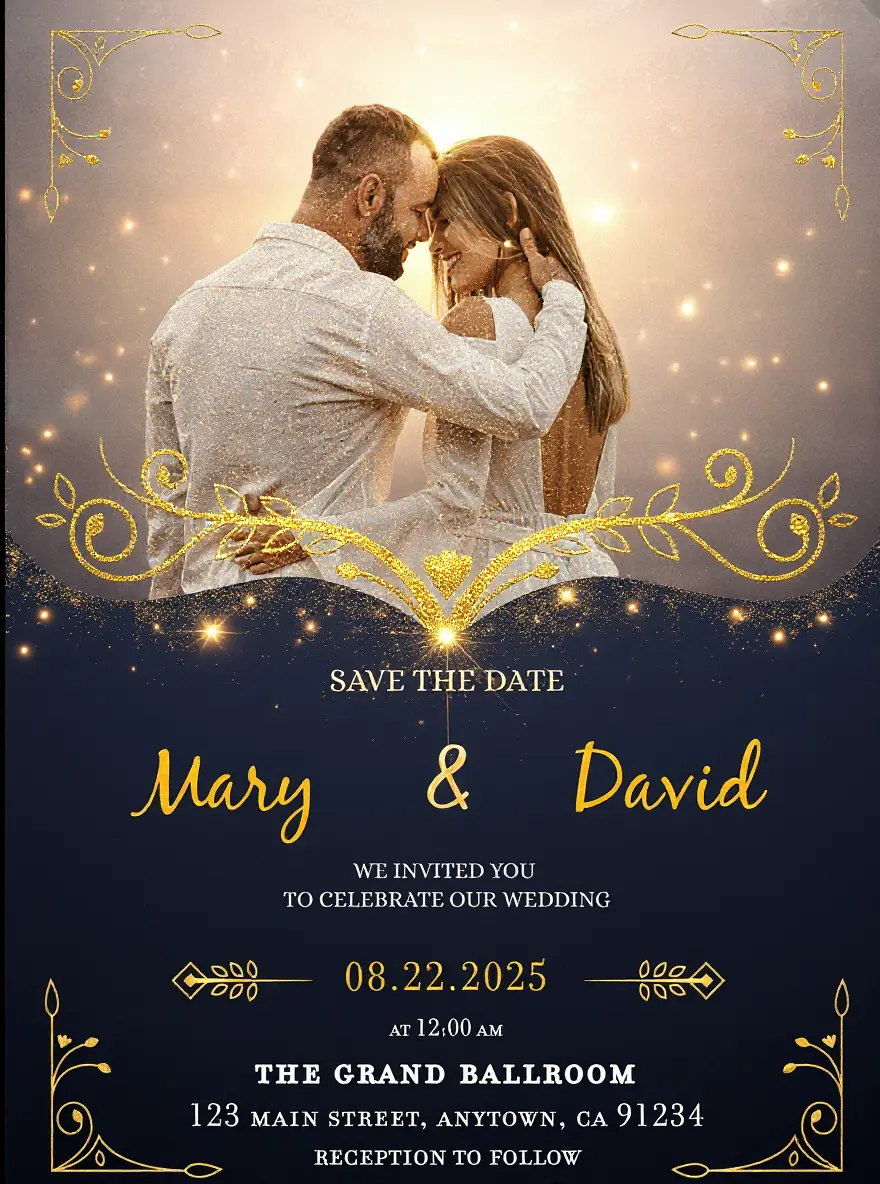 SAVE THE DATE
Mary & David
WE INVITED YOU
TO CELEBRATE OUR WEDDING
08.22.2025
AT 12:00 AM
THE GRAND BALLROOM
123 MAIN STREET, ANYTOWN, CA 91234
RECEPTION TO FOLLOW